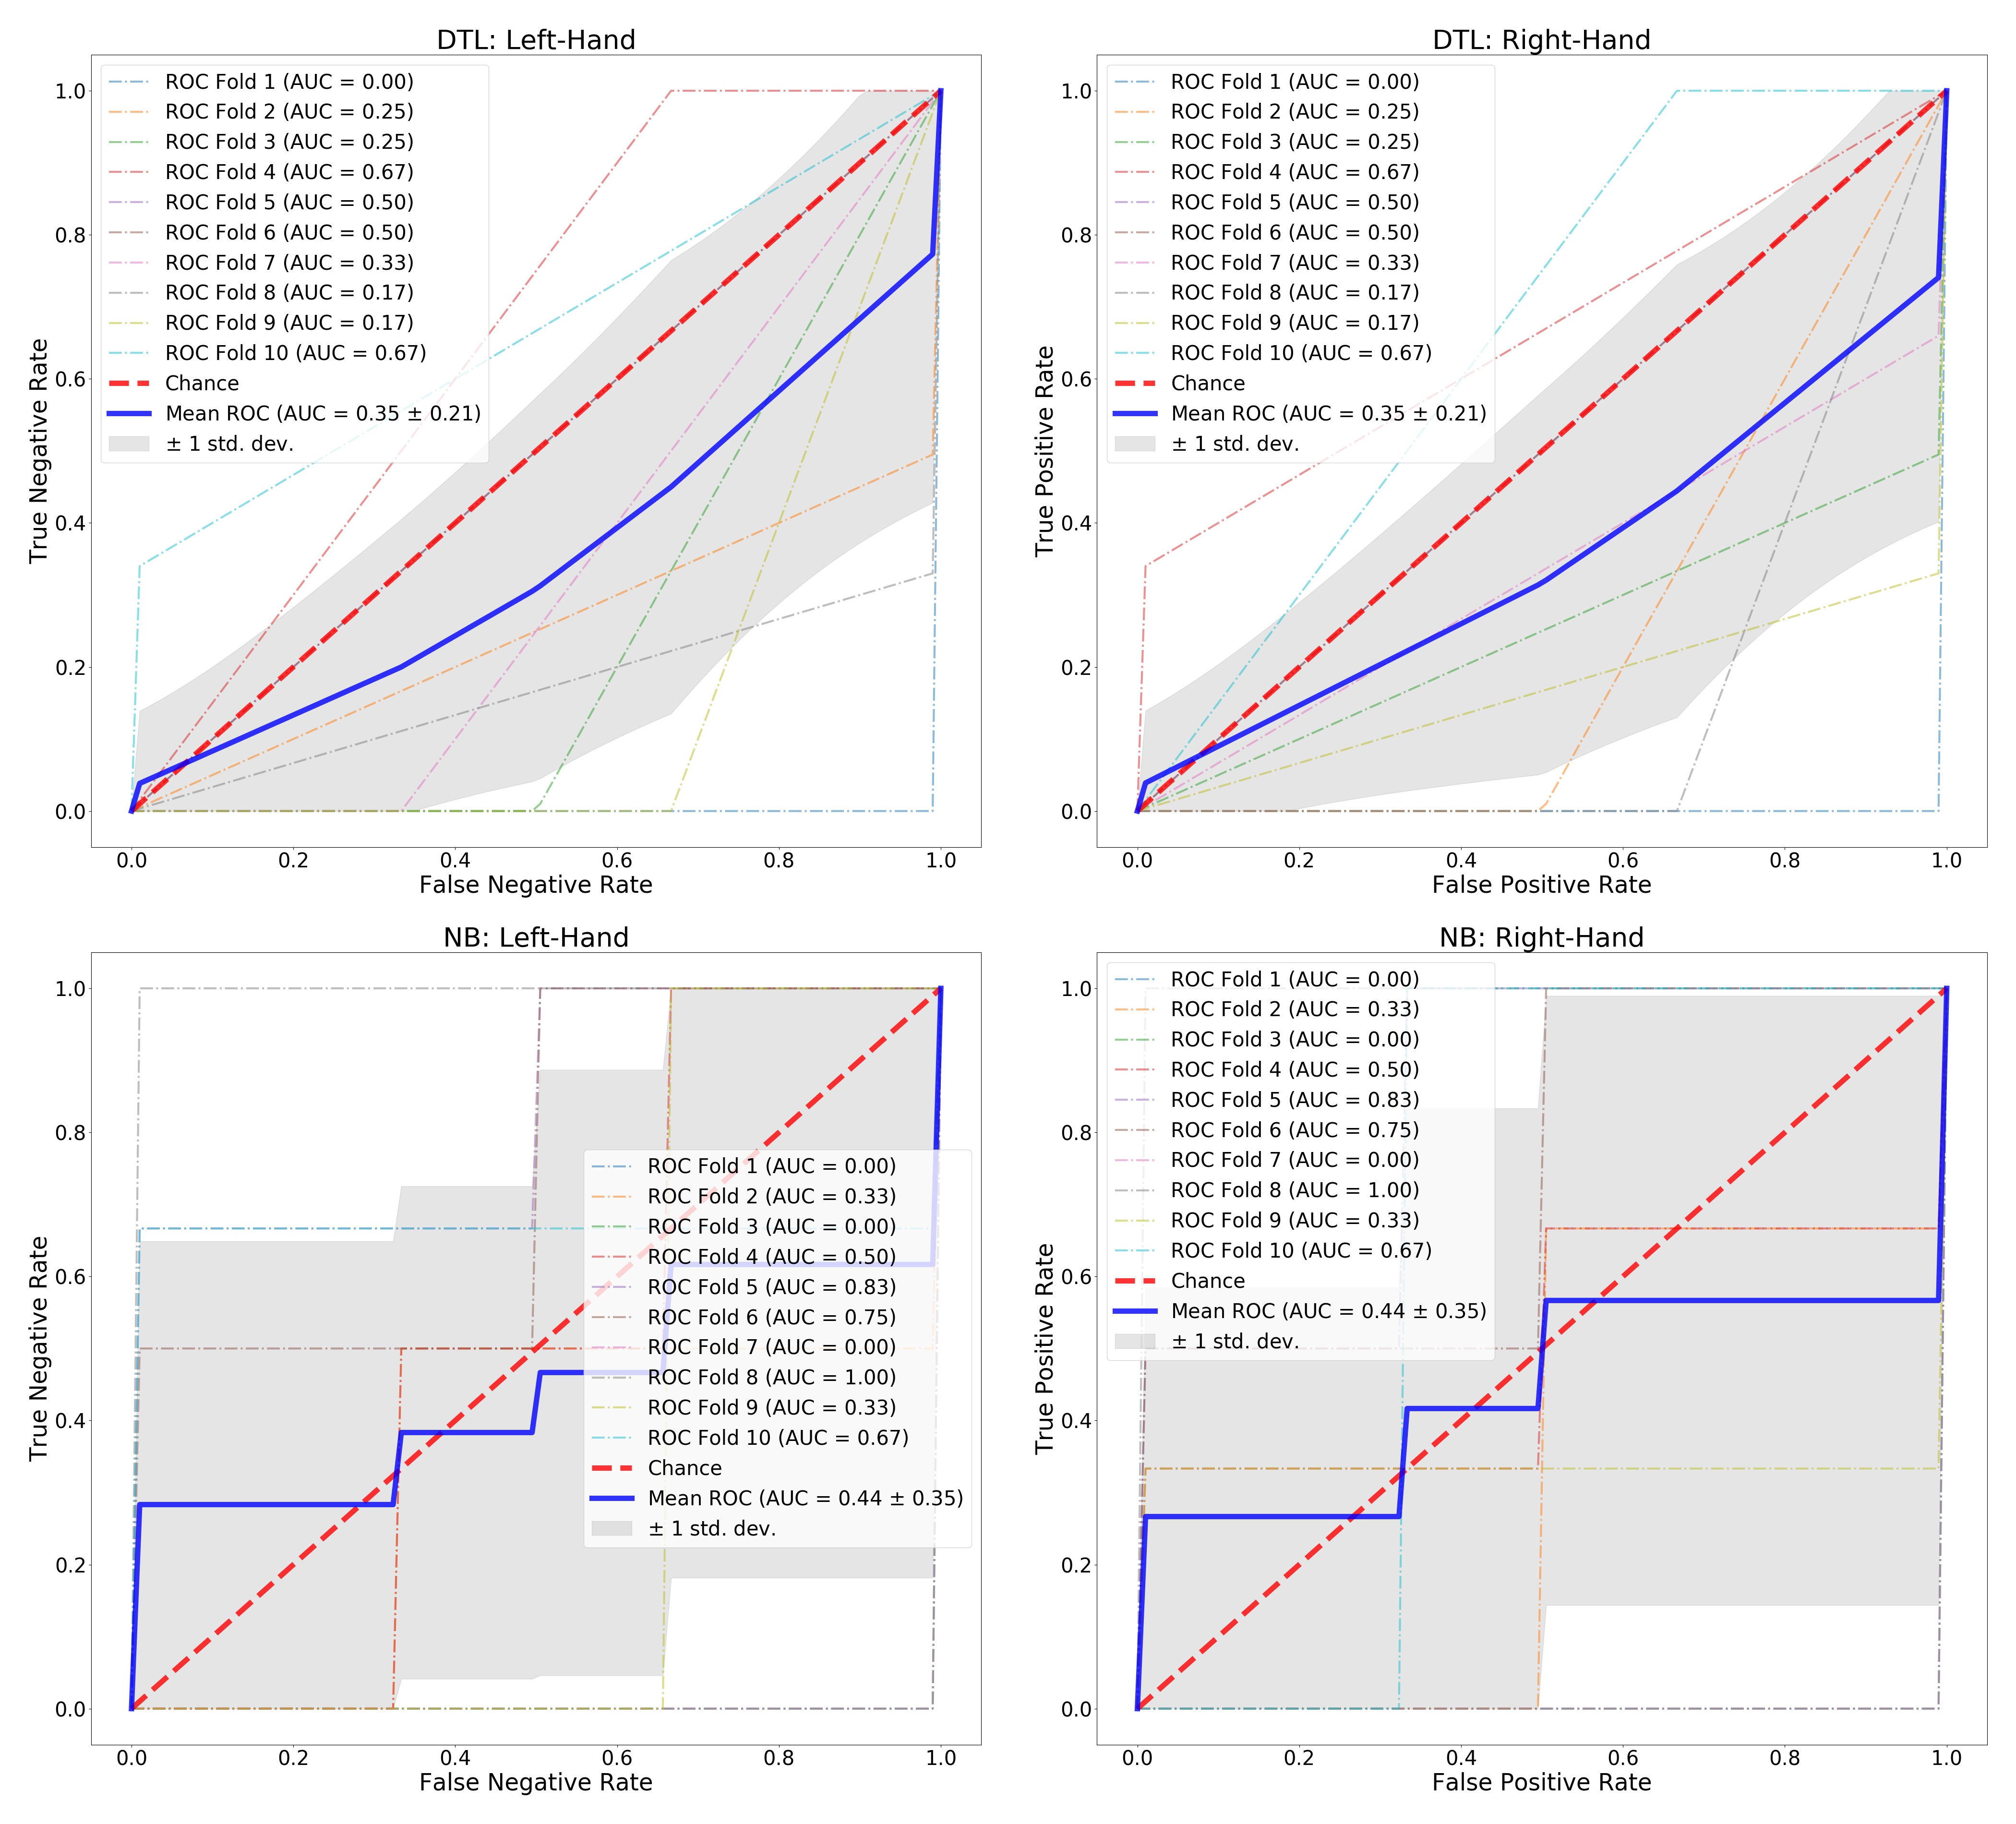 DTL: Left-Hand
True Negative Rate
1.0
0.8
0.6
0.4
0.2
0.0
ROC Fold 1 (AUC = 0.00)
ROC Fold 2 (AUC = 0.25)
ROC Fold 3 (AUC = 0.25)
ROC Fold 4 (AUC = 0.67)
ROC Fold 5 (AUC = 0.50)
ROC Fold 6 (AUC = 0.50)
ROC Fold 7 (AUC = 0.33)
ROC Fold 8 (AUC = 0.17)
ROC Fold 9 (AUC = 0.17)
ROC Fold 10 (AUC = 0.67)
Chance
Mean ROC (AUC = 0.35 ± 0.21)
± 1 std. dev.
0.0 0.2 0.4 0.6 0.8 1.0
False Negative Rate
DTL: Right-Hand
True Positive Rate
1.0
0.8
0.6
0.4
0.2
0.0
ROC Fold 1 (AUC = 0.00)
ROC Fold 2 (AUC = 0.25)
ROC Fold 3 (AUC = 0.25)
ROC Fold 4 (AUC = 0.67)
ROC Fold 5 (AUC = 0.50)
ROC Fold 6 (AUC = 0.50)
ROC Fold 7 (AUC = 0.33)
ROC Fold 8 (AUC = 0.17)
ROC Fold 9 (AUC = 0.17)
ROC Fold 10 (AUC = 0.67)
Chance
Mean ROC (AUC = 0.35 ± 0.21)
± 1 std. dev.
0.0 0.2 0.4 0.6 0.8 1.0
False Positive Rate
NB: Left-Hand
True Negative Rate
1.0
0.8
0.6
0.4
0.2
0.0
ROC Fold 1 (AUC = 0.00)
ROC Fold 2 (AUC = 0.33)
ROC Fold 3 (AUC = 0.00)
ROC Fold 4 (AUC = 0.50)
ROC Fold 5 (AUC = 0.83)
ROC Fold 6 (AUC = 0.75)
ROC Fold 7 (AUC = 0.00)
ROC Fold 8 (AUC = 1.00)
ROC Fold 9 (AUC = 0.33)
ROC Fold 10 (AUC = 0.67)
Chance
Mean ROC (AUC = 0.44 ± 0.35)
± 1 std. dev.
0.0 0.2 0.4 0.6 0.8 1.0
False Negative Rate
NB: Right-Hand
True Positive Rate
1.0
0.8
0.6
0.4
0.2
0.0
ROC Fold 1 (AUC = 0.00)
ROC Fold 2 (AUC = 0.33)
ROC Fold 3 (AUC = 0.00)
ROC Fold 4 (AUC = 0.50)
ROC Fold 5 (AUC = 0.83)
ROC Fold 6 (AUC = 0.75)
ROC Fold 7 (AUC = 0.00)
ROC Fold 8 (AUC = 1.00)
ROC Fold 9 (AUC = 0.33)
ROC Fold 10 (AUC = 0.67)
Chance
Mean ROC (AUC = 0.44 ± 0.35)
± 1 std. dev.
0.0 0.2 0.4 0.6 0.8 1.0
False Positive Rate